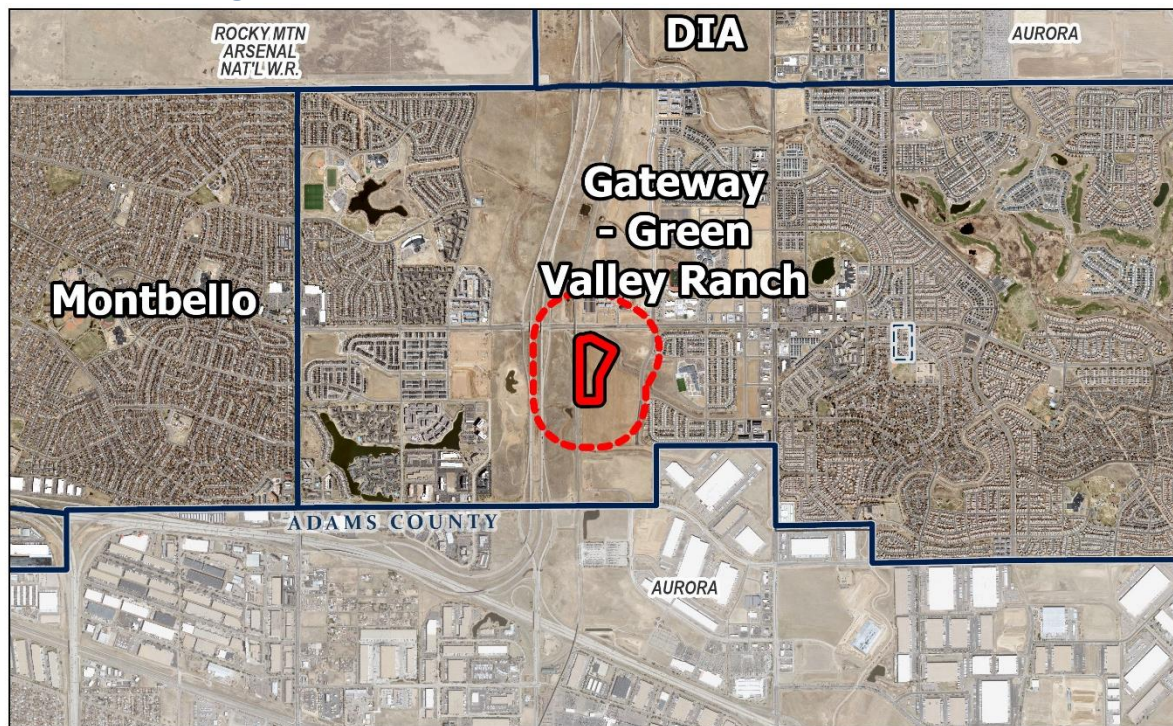 ROCKY MTN
ARSENAL
NAT'L W.R.
DIA
AURORA
Gateway
- Green
Valley Ranch
Montbello
ADAMS COUNTY
AURORA